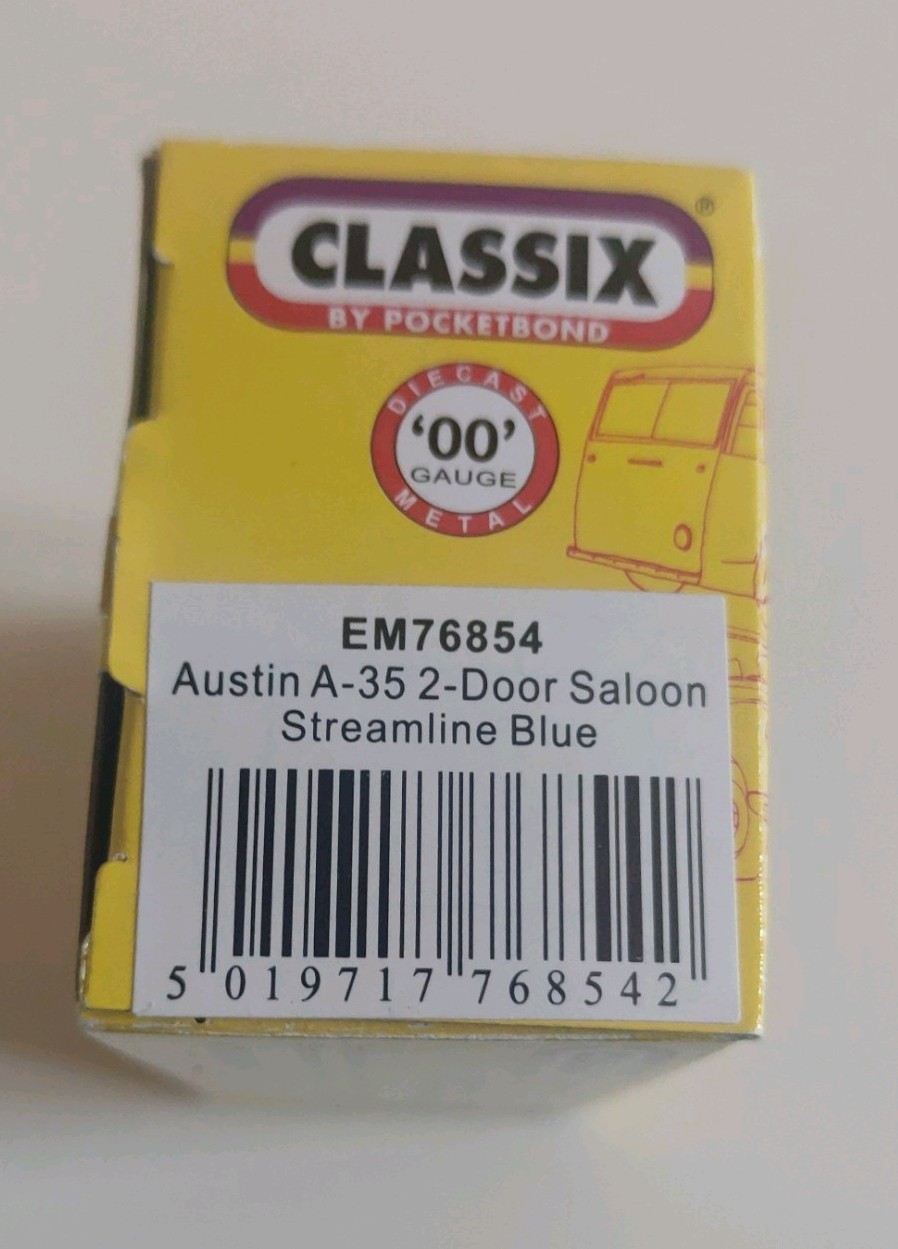 CLASSIX
®
BY POCKETBOND
DIECAST
‘00’
GAUGE
METAL
EM76854
Austin A-35 2-Door Saloon
Streamline Blue
5 019717 768542